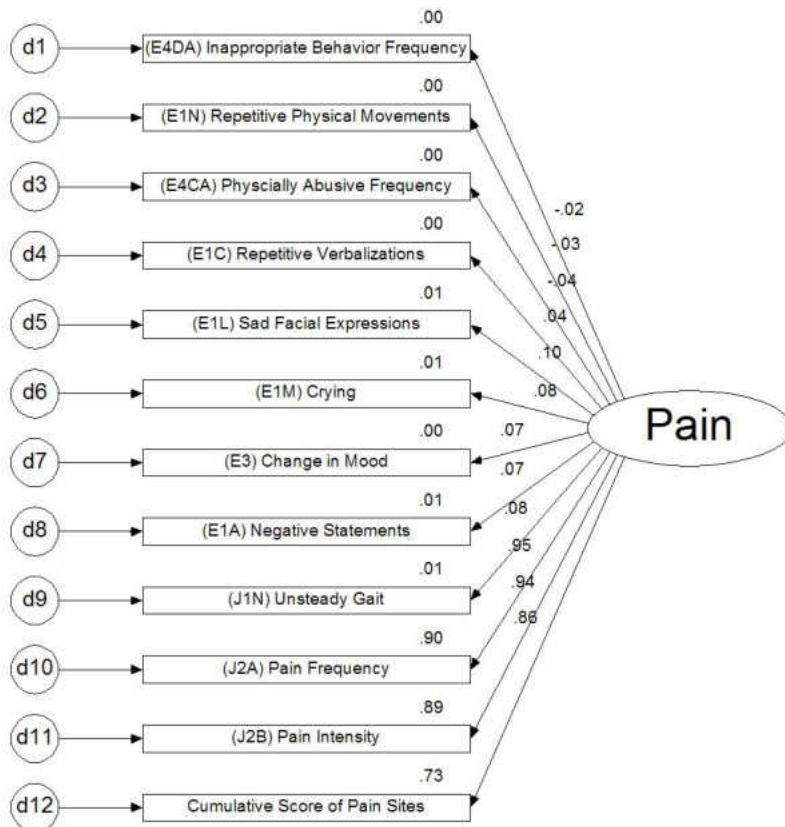 .00
d1 (E4DA) Inappropriate Behavior Frequency
.00
d2 (E1N) Repetitive Physical Movements
.00
d3 (E4CA) Physcially Abusive Frequency
-.02
.00
-.03
d4 (E1C) Repetitive Verbalizations
-.04
.01
.04
d5 (E1L) Sad Facial Expressions
.10
.01
.08
d6 (E1M) Crying
.00
.07
Pain
d7 (E3) Change in Mood
.07
.01
.08
d8 (E1A) Negative Statements
.95
.01
.94
d9 (J1N) Unsteady Gait
.86
.90
d10 (J2A) Pain Frequency
.89
d11 (J2B) Pain Intensity
.73
d12 Cumulative Score of Pain Sites